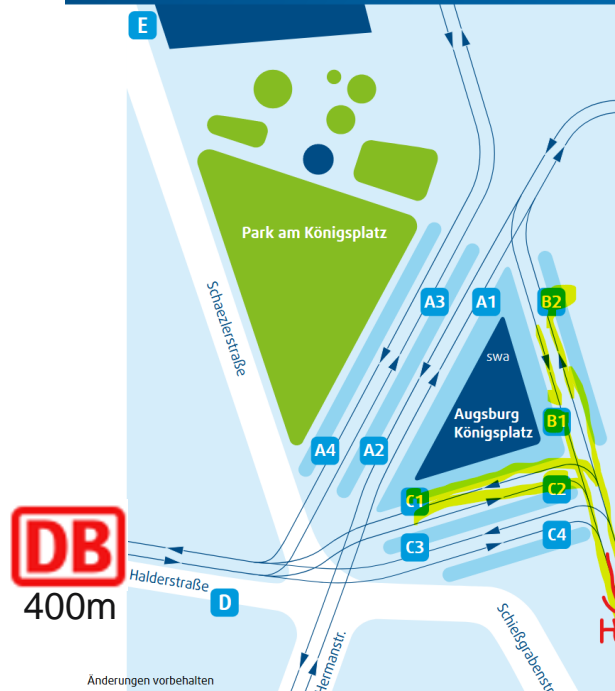 E
Park am Königsplatz
Schaezlerstraße
A3
A1
B2
swa
Augsburg
Königsplatz
B1
A4
A2
C1
C2
C3
C4
DB
400m
Halderstraße
D
Hermanstr.
Schießgrabenstr
H
Änderungen vorbehalten